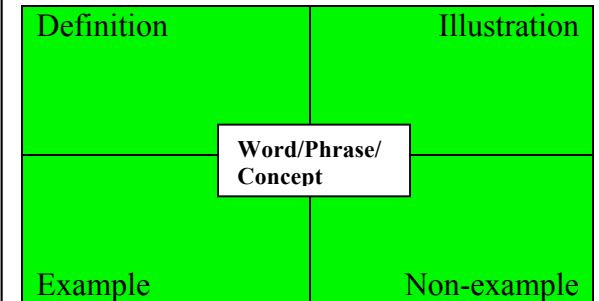 Definition
Illustration
Word/Phrase/
Concept
Example
Non-example